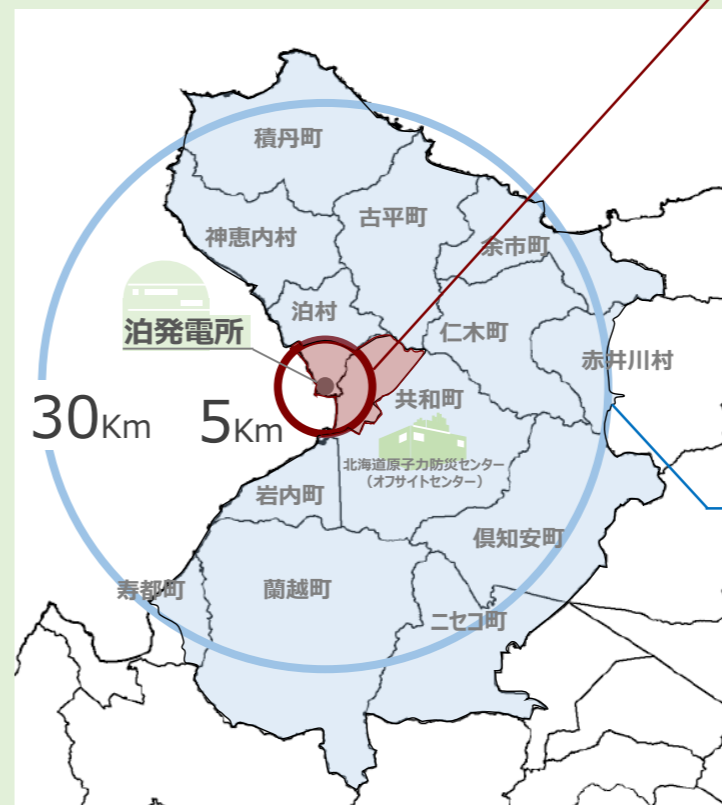 積丹町
古平町
神恵内村
余市町
泊村
泊発電所
仁木町
赤井川村
30Km
5Km
共和町
北海道原子力防災センター
(オフサイトセンター)
岩内町
倶知安町
寿都町
蘭越町
ニセコ町